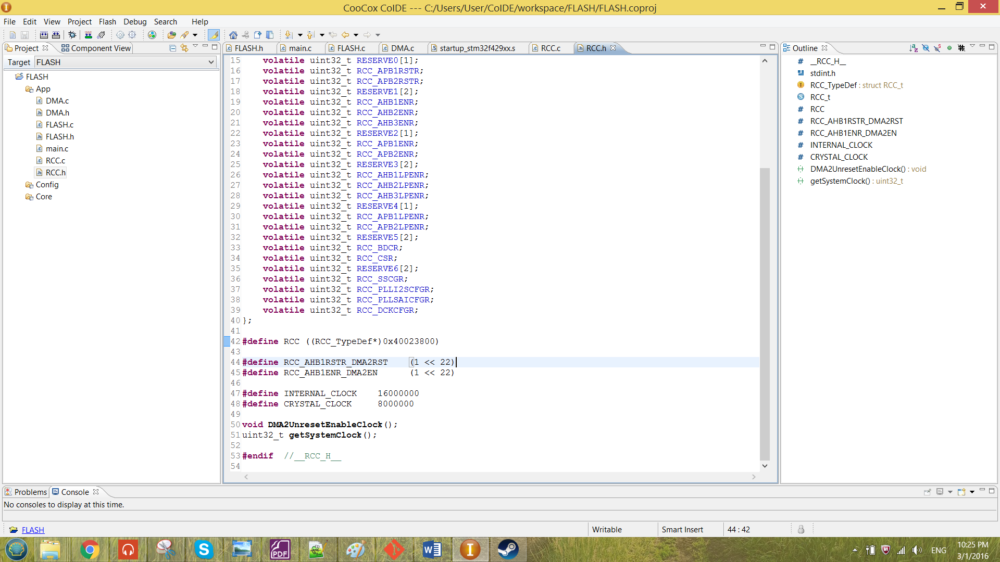 CooCox CoIDE --- C:/Users/User/CoIDE/workspace/FLASH/FLASH.coproj
File Edit View Project Flash Debug Search Help
Project Component View
Target FLASH
FLASH
App
DMA.c
DMA.h
FLASH.c
FLASH.h
main.c
RCC.c
RCC.h
Config
Core
FLASH.h main.c FLASH.c DMA.c startup_stm32f429xx.s RCC.c RCC.h
15 volatile uint32_t RESERVE0[1];
16 volatile uint32_t RCC_APB1RSTR;
17 volatile uint32_t RCC_APB2RSTR;
18 volatile uint32_t RESERVE1[2];
19 volatile uint32_t RCC_AHB1ENR;
20 volatile uint32_t RCC_AHB2ENR;
21 volatile uint32_t RCC_AHB3ENR;
22 volatile uint32_t RESERVE2[1];
23 volatile uint32_t RCC_APB1ENR;
24 volatile uint32_t RCC_APB2ENR;
25 volatile uint32_t RESERVE3[2];
26 volatile uint32_t RCC_AHB1LPENR;
27 volatile uint32_t RCC_AHB2LPENR;
28 volatile uint32_t RCC_AHB3LPENR;
29 volatile uint32_t RESERVE4[1];
30 volatile uint32_t RCC_APB1LPENR;
31 volatile uint32_t RCC_APB2LPENR;
32 volatile uint32_t RESERVE5[2];
33 volatile uint32_t RCC_BDCR;
34 volatile uint32_t RCC_CSR;
35 volatile uint32_t RESERVE6[2];
36 volatile uint32_t RCC_SSCGR;
37 volatile uint32_t RCC_PLLI2SCFGR;
38 volatile uint32_t RCC_PLLSAICFGR;
39 volatile uint32_t RCC_DCKCFGR;
40 };
41
42 #define RCC ((RCC_TypeDef*)0x40023800)
43
44 #define RCC_AHB1RSTR_DMA2RST (1 << 22)
45 #define RCC_AHB1ENR_DMA2EN (1 << 22)
46
47 #define INTERNAL_CLOCK 16000000
48 #define CRYSTAL_CLOCK 8000000
49
50 void DMA2UnresetEnableClock();
51 uint32_t getSystemClock();
52
53 #endif //__RCC_H__
54
Outline
__RCC_H__
stdint.h
RCC_TypeDef : struct RCC_t
RCC_t
RCC
RCC_AHB1RSTR_DMA2RST
RCC_AHB1ENR_DMA2EN
INTERNAL_CLOCK
CRYSTAL_CLOCK
DMA2UnresetEnableClock() : void
getSystemClock() : uint32_t
Problems Console
No consoles to display at this time.
FLASH
Writable Smart Insert 44 : 42
PDF
ENG
10:25 PM
3/1/2016